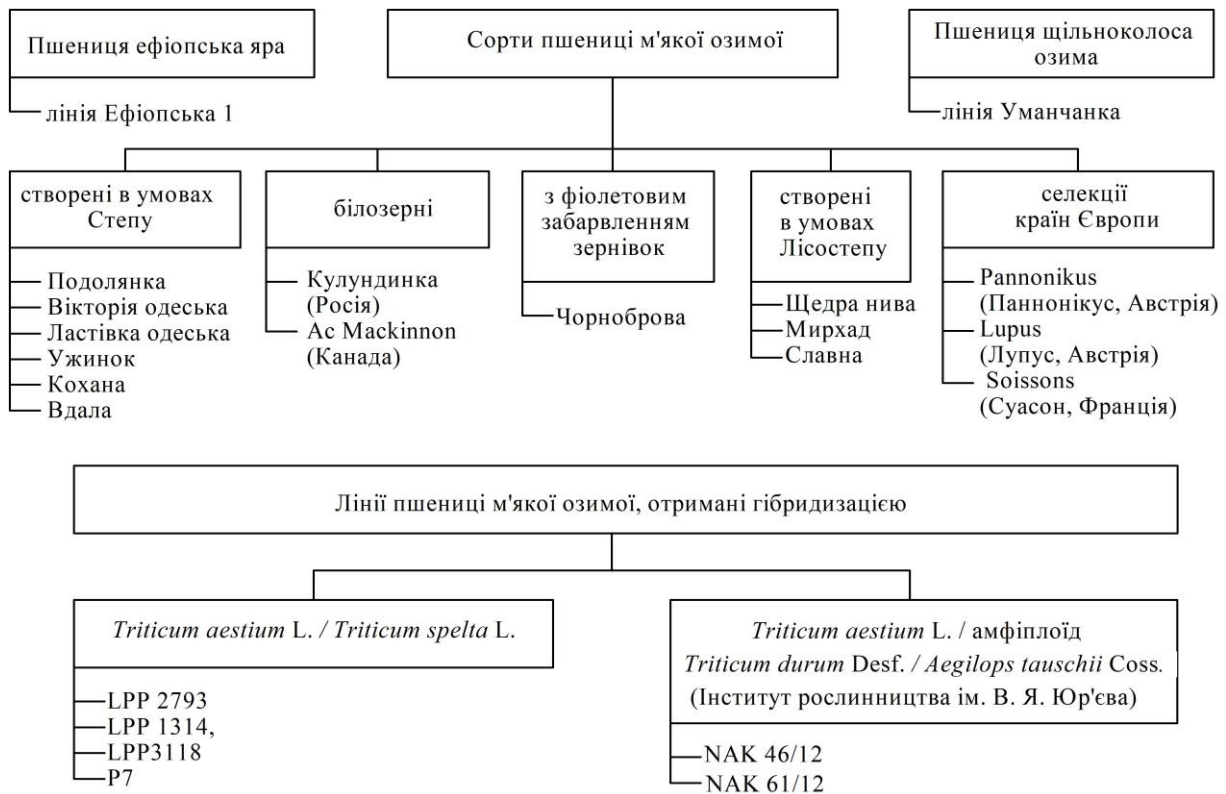 Пшениця ефіопська яра
лінія Ефіопська 1
Сорти пшениці м'якої озимої
Пшениця щільноколоса
озима
лінія Уманчанка
створені в умовах
Степу
Подолянка
Вікторія одеська
Ластівка одеська
Ужинок
Кохана
Вдала
білозерні
Кулундинка
(Росія)
Ас Mackinnon
(Канада)
з фіолетовим
забарвленням
зернівок
Чорноброва
створені
в умовах
Лісостепу
Щедра нива
Мирхад
Славна
селекції
країн Європи
Pannonikus
(Паннонікус, Австрія)
Lupus
(Лупус, Австрія)
Soissons
(Суасон, Франція)
Лінії пшениці м'якої озимої, отримані гібридизацією
Triticum aestium L. / Triticum spelta L.
LPP 2793
LPP 1314,
LPP3118
P7
Triticum aestium L. / амфіплоїд
Triticum durum Desf. / Aegilops tauschii Coss.
(Інститут рослинництва ім. В. Я. Юр'єва)
NAK 46/12
NAK 61/12